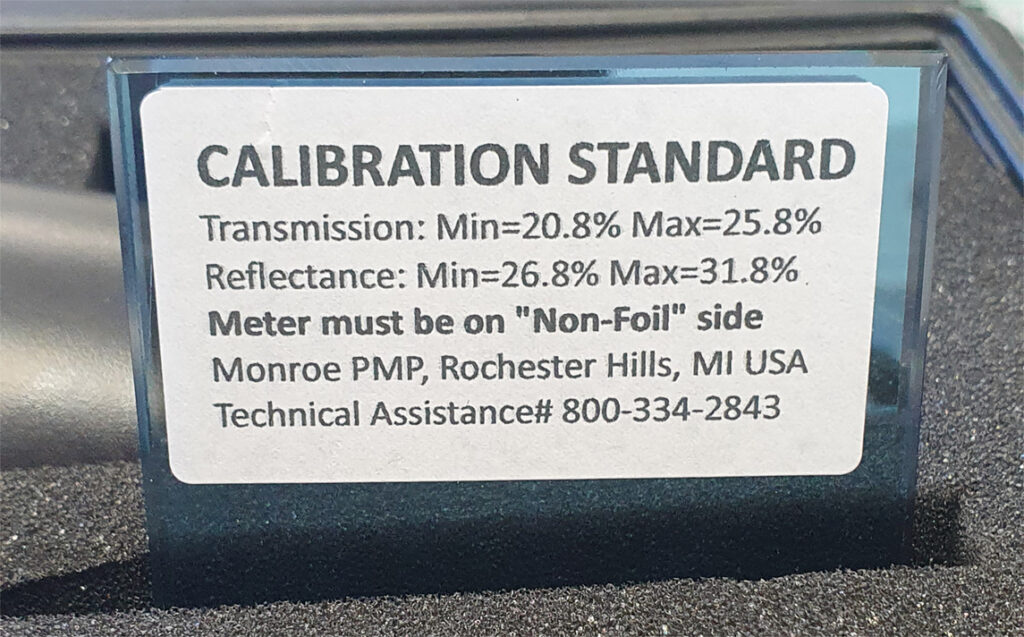 CALIBRATION STANDARD
Transmission: Min=20.8% Max=25.8%
Reflectance: Min=26.8% Max=31.8%
Meter must be on "Non-Foil" side
Monroe PMP, Rochester Hills, MI USA
Technical Assistance# 800-334-2843